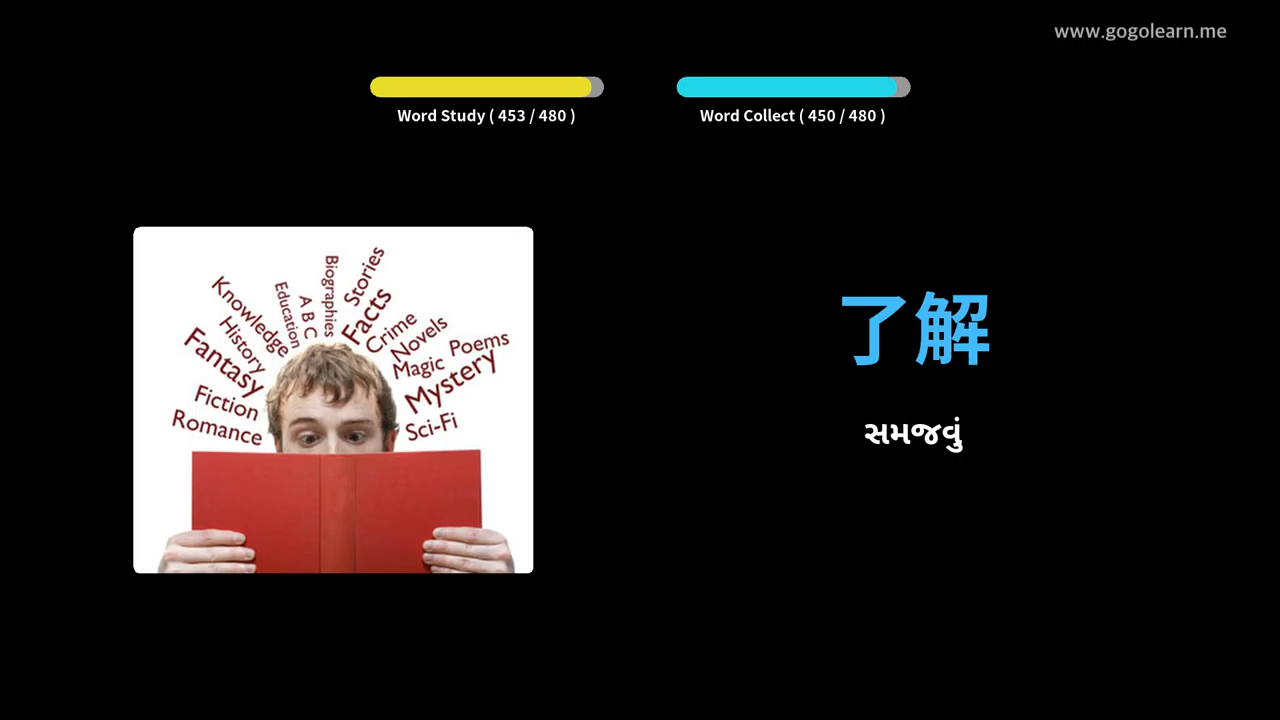 www.gogolearn.me
Word Study ( 453 / 480 )
Word Collect ( 450 / 480 )
Knowledge
Education
A B C
Biographies
Stories
Facts
Crime
Novels
Poems
History
Fantasy
Magic
Mystery
Fiction
Romance
Sci-Fi
了解
સમજવું